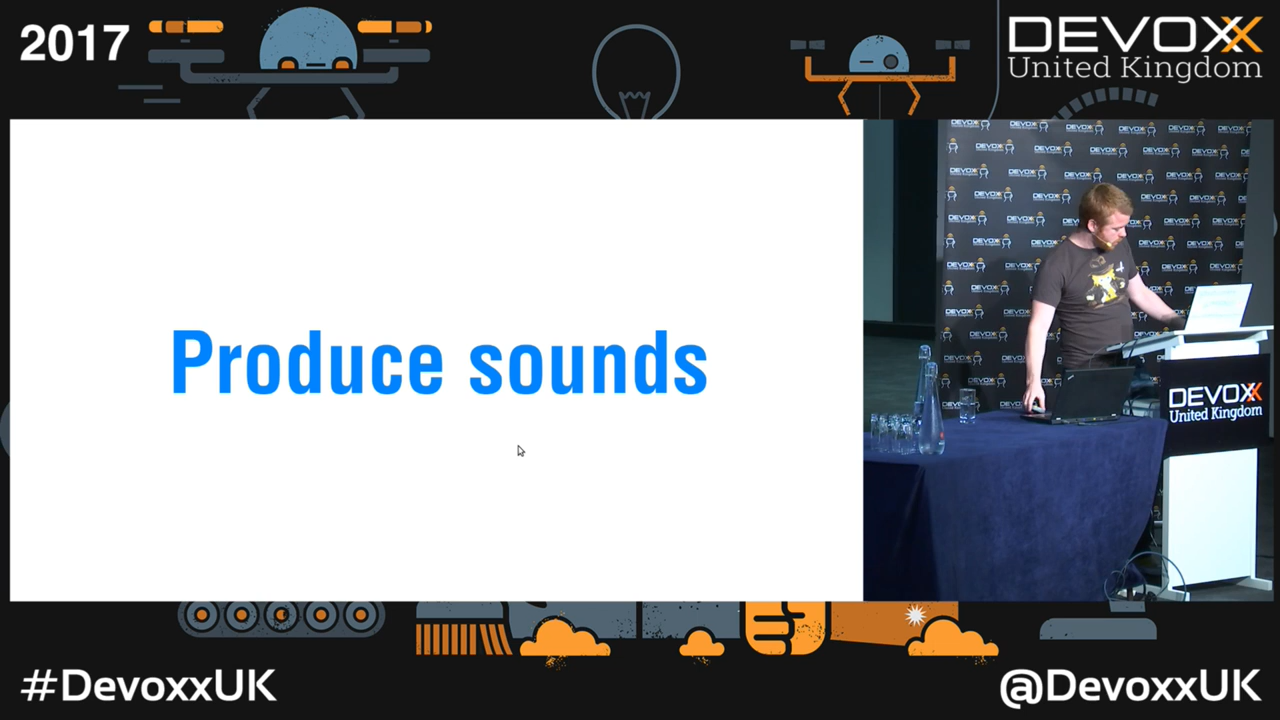 2017
DEVOXX
United Kingdom
Produce sounds
DEVOXX
United Kingdom
#DevoxxUK
@DevoxxUK